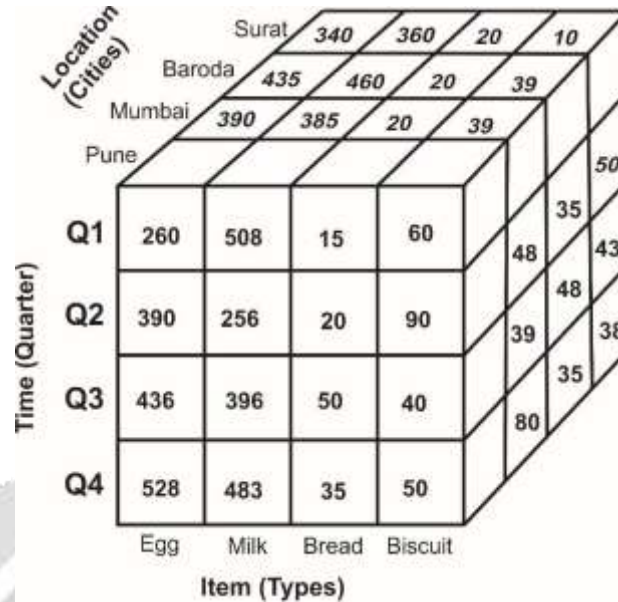 Location
(Cities)
Surat 340 360 20 10
Baroda 435 460 20 39
Mumbai 390 385 20 39
Pune
Time (Quarter)
Q1 260 508 15 60
Q2 390 256 20 90
Q3 436 396 50 40
Q4 528 483 35 50
48 35 50
39 48 43
80 35 38
Egg Milk Bread Biscuit
Item (Types)